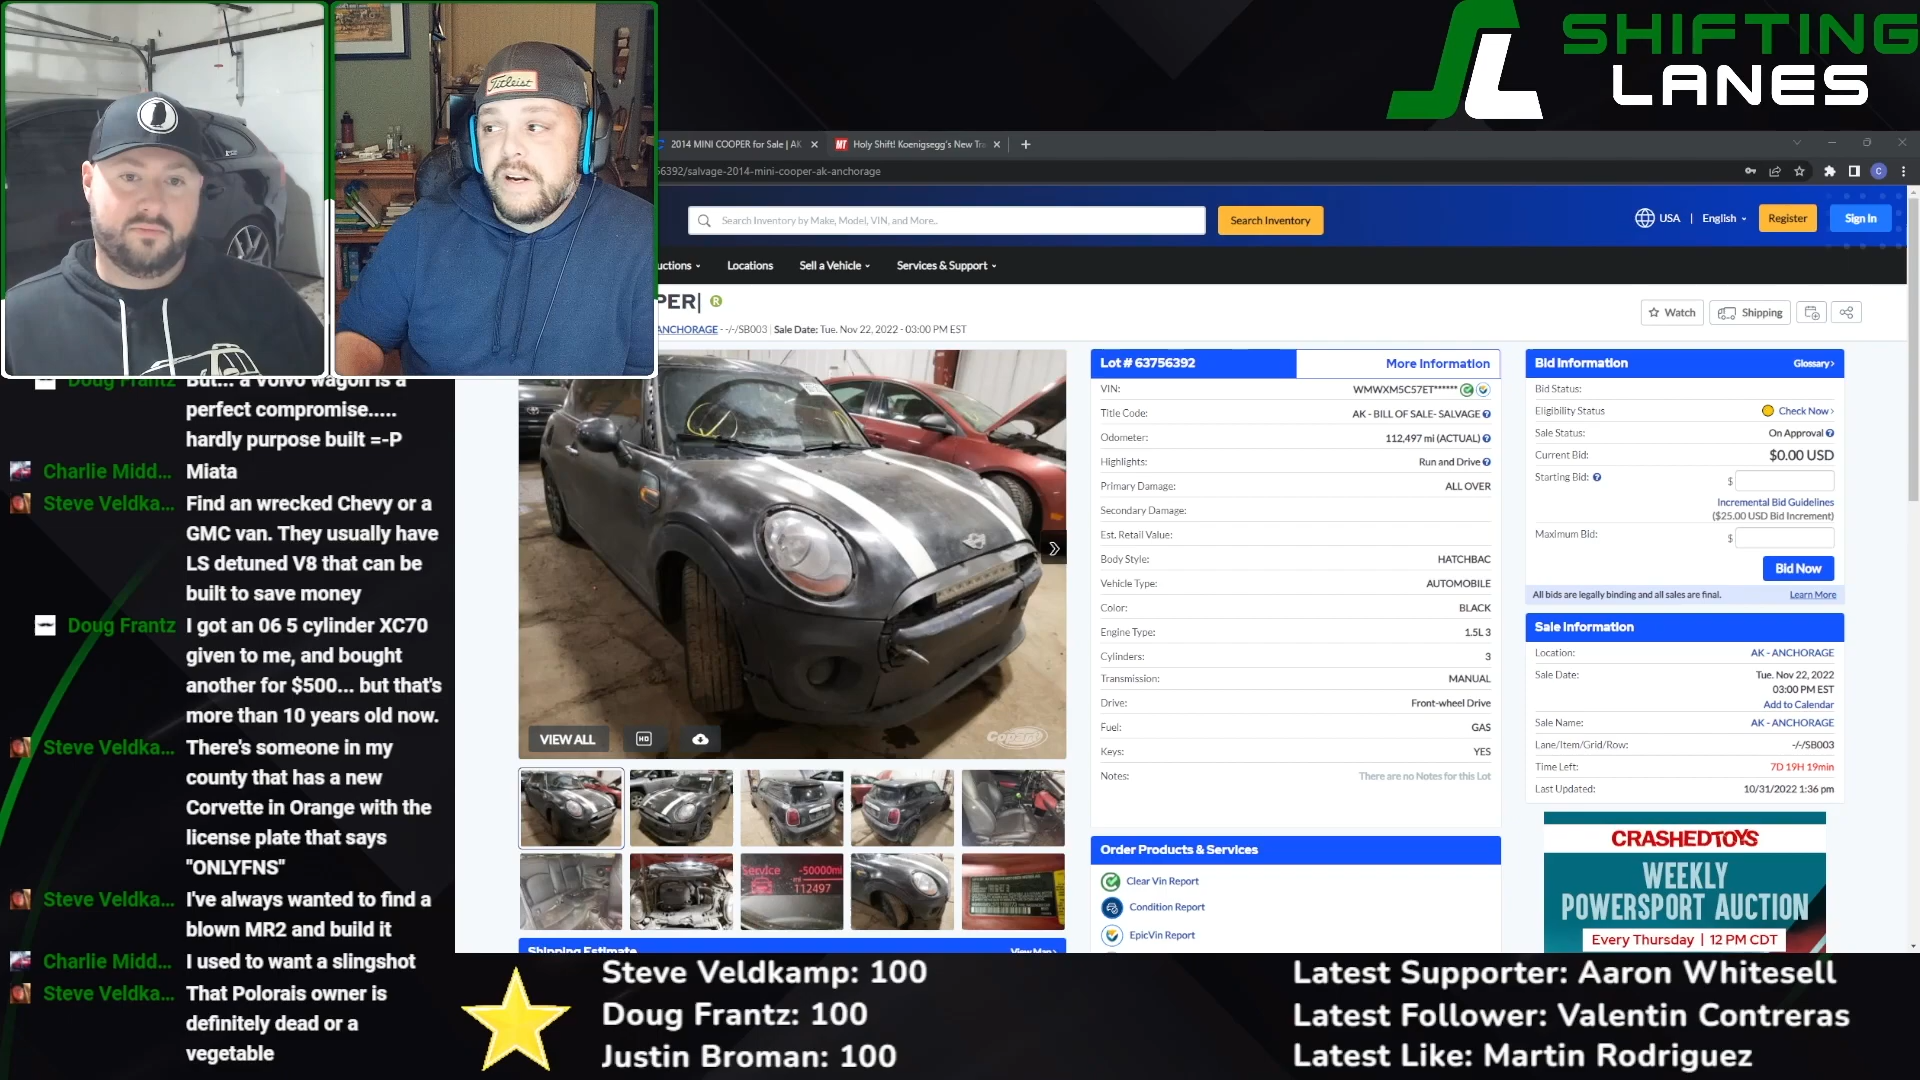 SHIFTING
LANES
Titleist
2014 MINI COOPER for Sale | AK
Holy Shift! Koenigsegg's New Tra
56392/salvage-2014-mini-cooper-ak-anchorage
Search Inventory by Make, Model, VIN, and More..
Search Inventory
USA | English
Register
Sign In
uctions
Locations
Sell a Vehicle
Services & Support
PER|
R
ANCHORAGE - -/-/SB003 | Sale Date: Tue. Nov 22, 2022 - 03:00 PM EST
Watch
Shipping
Doug Frantz But... a Volvo wagon is a
perfect compromise.....
hardly purpose built =-P
Charlie Midd... Miata
Steve Veldka... Find an wrecked Chevy or a
GMC van. They usually have
LS detuned V8 that can be
built to save money
Doug Frantz I got an 06 5 cylinder XC70
given to me, and bought
another for $500... but that's
more than 10 years old now.
Steve Veldka... There's someone in my
county that has a new
Corvette in Orange with the
license plate that says
"ONLYFNS"
Steve Veldka... I've always wanted to find a
blown MR2 and build it
Charlie Midd... I used to want a slingshot
Steve Veldka... That Polorais owner is
definitely dead or a
vegetable
VIEW ALL
HD
Copart
Service -50000mi
112497
Shipping Estimate
View Map
Lot # 63756392
More Information
VIN: WMWXM5C57ET******
Title Code: AK - BILL OF SALE- SALVAGE
Odometer: 112,497 mi (ACTUAL)
Highlights: Run and Drive
Primary Damage: ALL OVER
Secondary Damage:
Est. Retail Value:
Body Style: HATCHBAC
Vehicle Type: AUTOMOBILE
Color: BLACK
Engine Type: 1.5L 3
Cylinders: 3
Transmission: MANUAL
Drive: Front-wheel Drive
Fuel: GAS
Keys: YES
Notes: There are no Notes for this Lot
Order Products & Services
Clear Vin Report
Condition Report
EpicVin Report
Bid Information
Glossary
Bid Status:
Eligibility Status Check Now
Sale Status: On Approval
Current Bid: $0.00 USD
Starting Bid: $
Incremental Bid Guidelines
($25.00 USD Bid Increment)
Maximum Bid: $
Bid Now
All bids are legally binding and all sales are final.
Learn More
Sale Information
Location: AK - ANCHORAGE
Sale Date: Tue. Nov 22, 2022
03:00 PM EST
Add to Calendar
Sale Name: AK - ANCHORAGE
Lane/Item/Grid/Row: -/-/SB003
Time Left: 7D 19H 19min
Last Updated: 10/31/2022 1:36 pm
CRASHEDTOYS
WEEKLY
POWERSPORT AUCTION
Every Thursday | 12 PM CDT
Steve Veldkamp: 100
Doug Frantz: 100
Justin Broman: 100
Latest Supporter: Aaron Whitesell
Latest Follower: Valentin Contreras
Latest Like: Martin Rodriguez